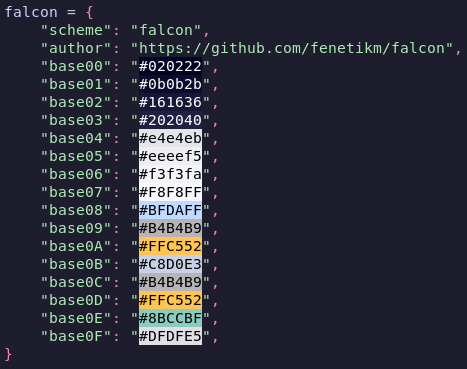 falcon = {
    "scheme": "falcon",
    "author": "https://github.com/fenetikm/falcon",
    "base00": "#020222",
    "base01": "#0b0b2b",
    "base02": "#161636",
    "base03": "#202040",
    "base04": "#e4e4eb",
    "base05": "#eeeef5",
    "base06": "#f3f3fa",
    "base07": "#F8F8FF",
    "base08": "#BFDAFF",
    "base09": "#B4B4B9",
    "base0A": "#FFC552",
    "base0B": "#C8D0E3",
    "base0C": "#B4B4B9",
    "base0D": "#FFC552",
    "base0E": "#8BCCBF",
    "base0F": "#DFDFE5",
}